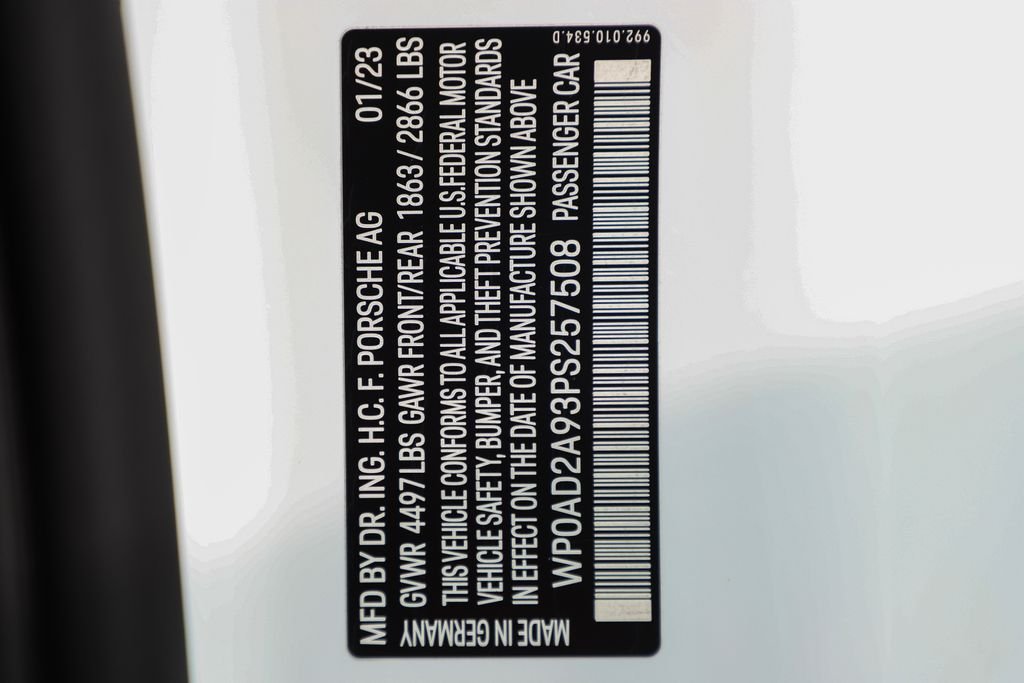 992.010.534.D
MFD BY DR. ING. H.C. F. PORSCHE AG 01/23
GVWR 4497 LBS GAWR FRONT/REAR 1863 / 2866 LBS
THIS VEHICLE CONFORMS TO ALL APPLICABLE U.S.FEDERAL MOTOR
VEHICLE SAFETY, BUMPER, AND THEFT PREVENTION STANDARDS
IN EFFECT ON THE DATE OF MANUFACTURE SHOWN ABOVE
WP0AD2A93PS257508 PASSENGER CAR
MADE IN GERMANY